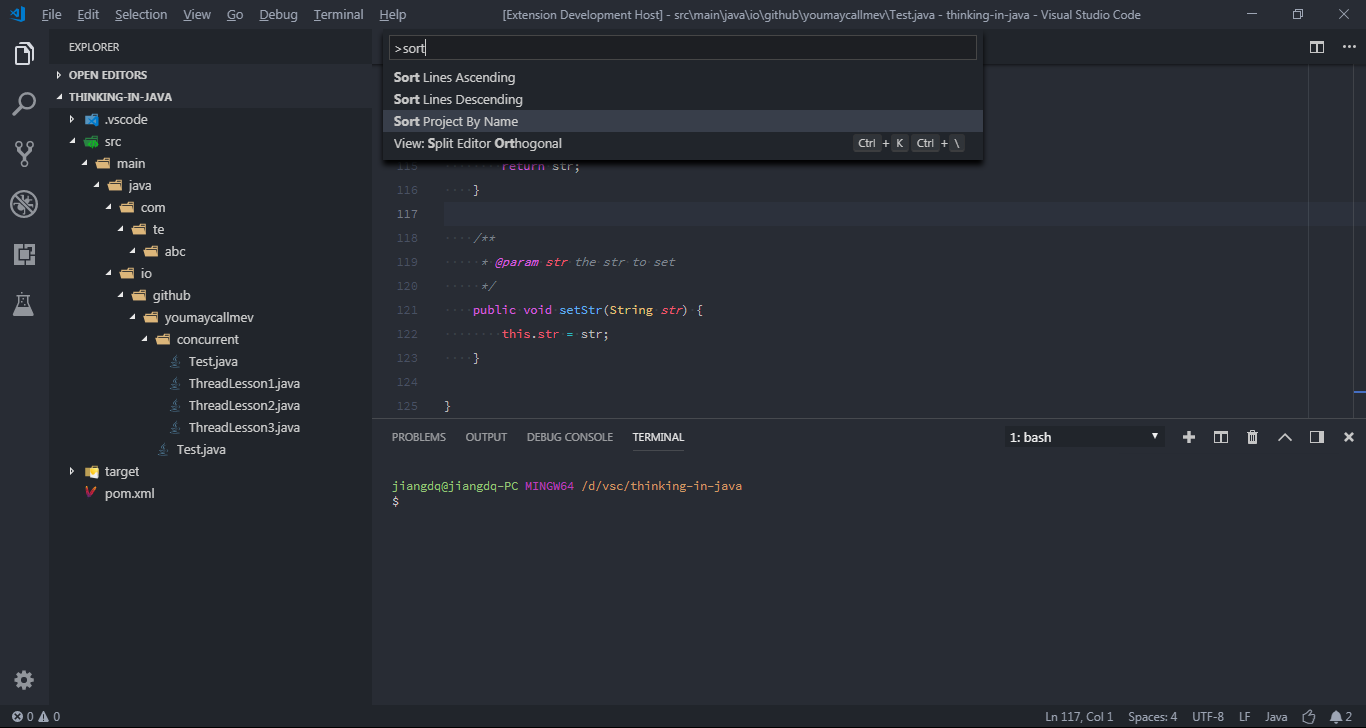 File Edit Selection View Go Debug Terminal Help [Extension Development Host] - src\main\java\io\github\youmaycallmev\Test.java - thinking-in-java - Visual Studio Code
EXPLORER
OPEN EDITORS
THINKING-IN-JAVA
.vscode
src
main
java
com
te
abc
io
github
youmaycallmev
concurrent
Test.java
ThreadLesson1.java
ThreadLesson2.java
ThreadLesson3.java
Test.java
target
pom.xml
>sort
Sort Lines Ascending
Sort Lines Descending
Sort Project By Name
View: Split Editor Orthogonal Ctrl + K Ctrl + \
115 return str;
116 }
117
118 /**
119 * @param str the str to set
120 */
121 public void setStr(String str) {
122 this.str = str;
123 }
124
125 }
PROBLEMS OUTPUT DEBUG CONSOLE TERMINAL 1: bash
jiangdq@jiangdq-PC MINGW64 /d/vsc/thinking-in-java
$
0 0 Ln 117, Col 1 Spaces: 4 UTF-8 LF Java 2